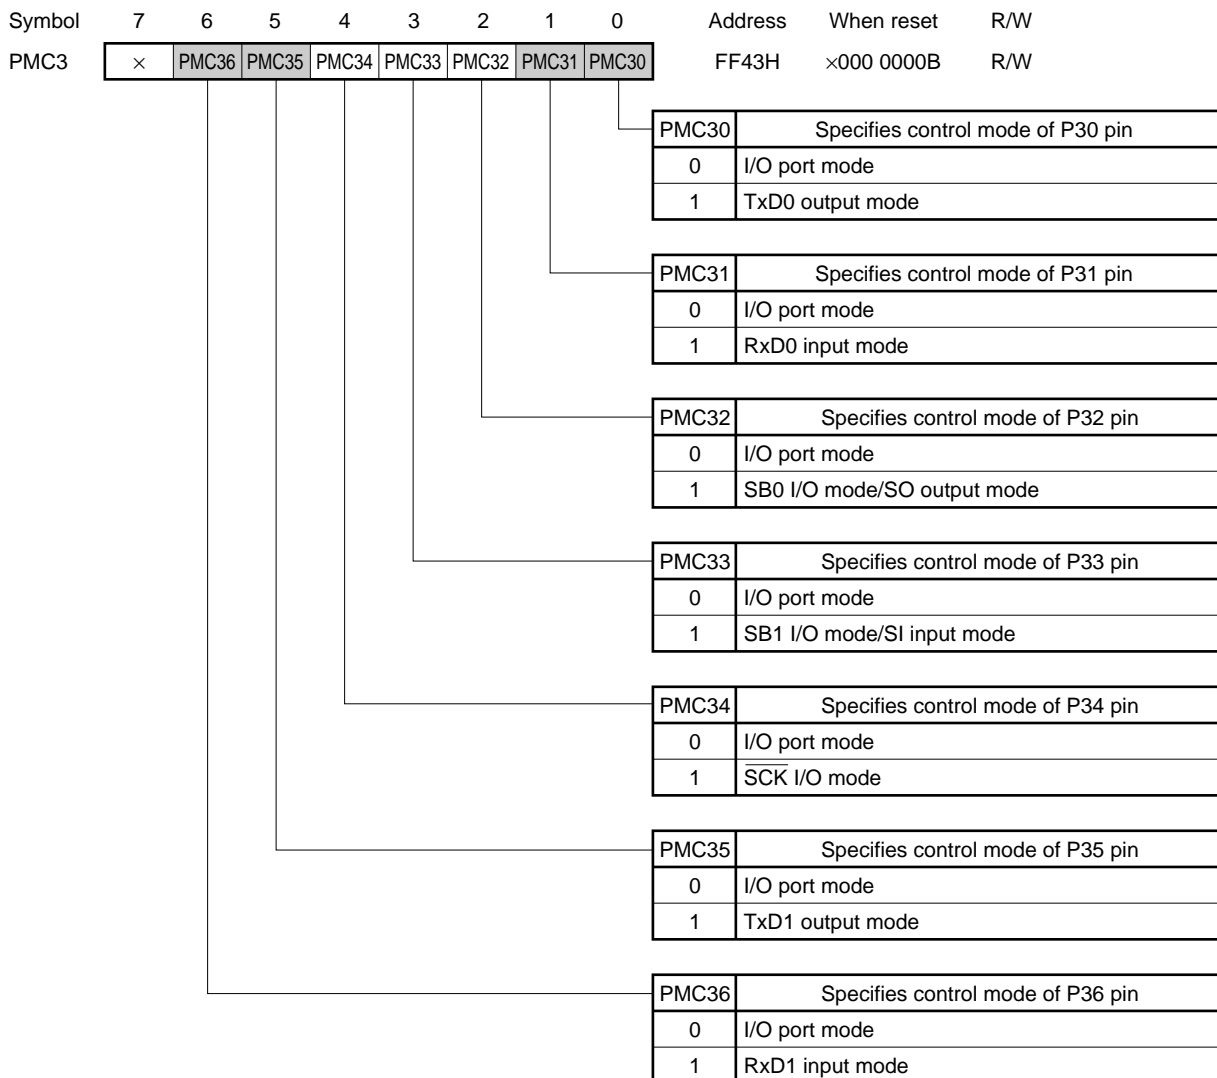 Symbol 7 6 5 4 3 2 1 0 Address When reset R/W
PMC3 × PMC36 PMC35 PMC34 PMC33 PMC32 PMC31 PMC30 FF43H ×000 0000B R/W
PMC30 Specifies control mode of P30 pin
0 I/O port mode
1 TxD0 output mode
PMC31 Specifies control mode of P31 pin
0 I/O port mode
1 RxD0 input mode
PMC32 Specifies control mode of P32 pin
0 I/O port mode
1 SB0 I/O mode/SO output mode
PMC33 Specifies control mode of P33 pin
0 I/O port mode
1 SB1 I/O mode/SI input mode
PMC34 Specifies control mode of P34 pin
0 I/O port mode
1 S̅C̅K̅ I/O mode
PMC35 Specifies control mode of P35 pin
0 I/O port mode
1 TxD1 output mode
PMC36 Specifies control mode of P36 pin
0 I/O port mode
1 RxD1 input mode